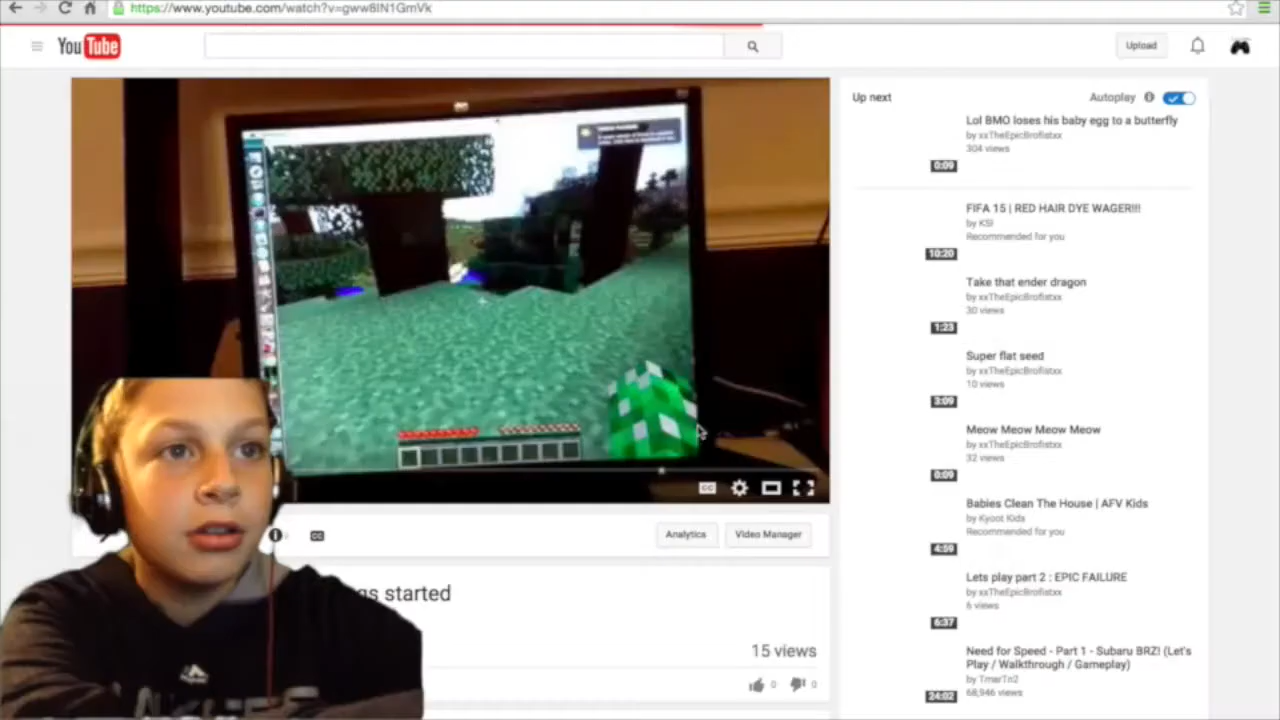 https://www.youtube.com/watch?v=gww8IN1GmVk
YouTube
Upload
Up next
Autoplay
Lol BMO loses his baby egg to a butterfly
by xxTheEpicBrofistxx
304 views
0:09
FIFA 15 | RED HAIR DYE WAGER!!!
by KSI
Recommended for you
10:20
Take that ender dragon
by xxTheEpicBrofistxx
30 views
1:23
Super flat seed
by xxTheEpicBrofistxx
10 views
3:09
Meow Meow Meow Meow
by xxTheEpicBrofistxx
32 views
0:09
Babies Clean The House | AFV Kids
by Kyoot Kids
Recommended for you
4:59
Lets play part 2 : EPIC FAILURE
by xxTheEpicBrofistxx
6 views
6:37
Need for Speed - Part 1 - Subaru BRZ! (Let's
Play / Walkthrough / Gameplay)
by TmarTn2
68,946 views
24:02
CC
CC
Analytics
Video Manager
gs started
15 views
0
0